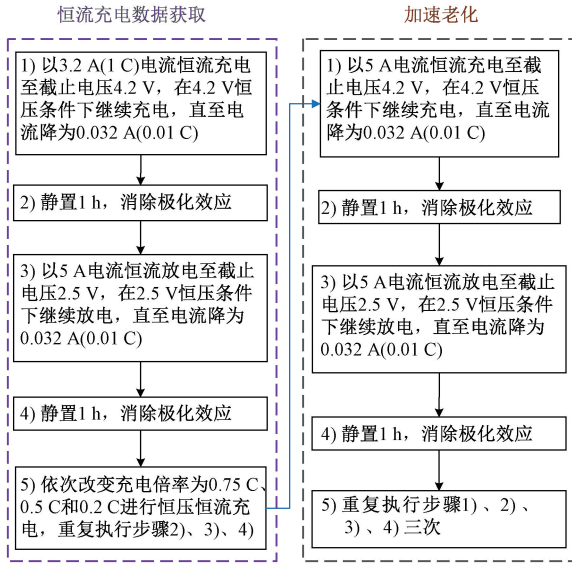 恒流充电数据获取
1) 以3.2 A(1 C)电流恒流充电
至截止电压4.2 V，在4.2 V恒
压条件下继续充电，直至电
流降为0.032 A(0.01 C)
2) 静置1 h，消除极化效应
3) 以5 A电流恒流放电至截止
电压2.5 V，在2.5 V恒压条件
下继续放电，直至电流降为
0.032 A(0.01 C)
4) 静置1 h，消除极化效应
5) 依次改变充电倍率为0.75 C、
0.5 C和0.2 C进行恒压恒流充
电，重复执行步骤2)、3)、4)
加速老化
1) 以5 A电流恒流充电至截
止电压4.2 V，在4.2 V恒压
条件下继续充电，直至电流
降为0.032 A(0.01 C)
2) 静置1 h，消除极化效应
3) 以5 A电流恒流放电至截止
电压2.5 V，在2.5 V恒压条件
下继续放电，直至电流降为
0.032 A(0.01 C)
4) 静置1 h，消除极化效应
5) 重复执行步骤1) 、2) 、
3) 、4) 三次